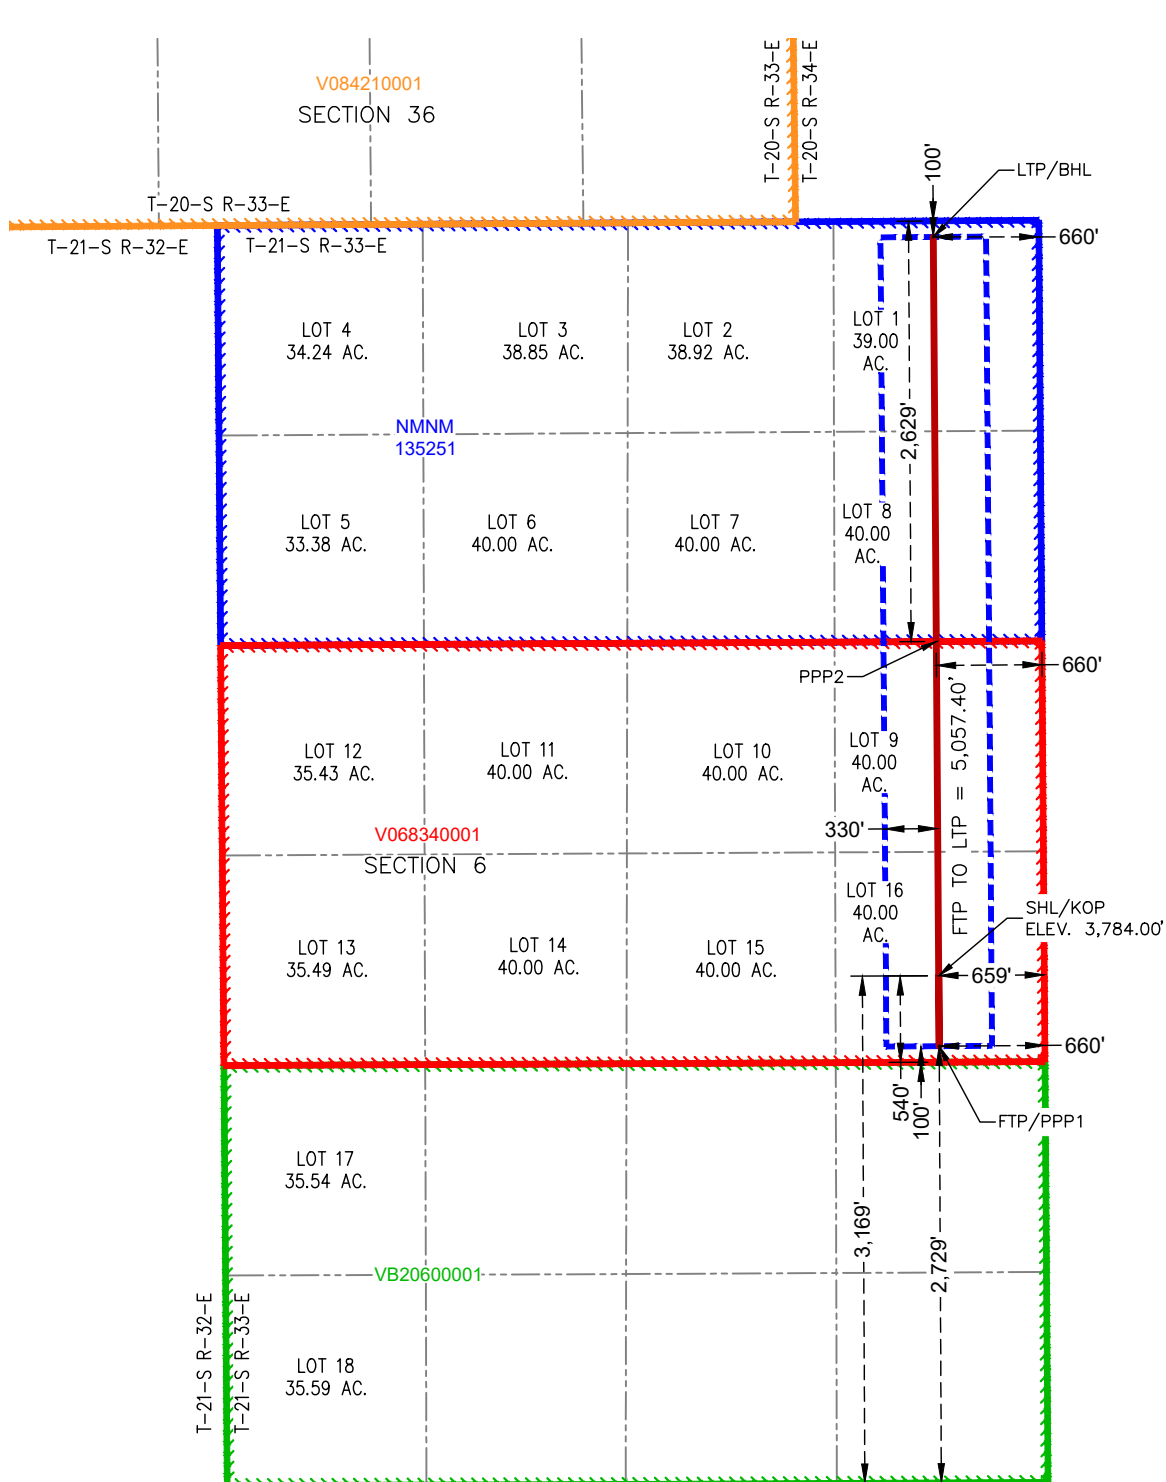 V084210001
SECTION 36
T-20-S R-33-E
T-20-S R-34-E
100'
LTP/BHL
T-20-S R-33-E
T-21-S R-32-E
T-21-S R-33-E
660'
LOT 4
34.24 AC.
LOT 3
38.85 AC.
LOT 2
38.92 AC.
LOT 1
39.00
AC.
2,629'
NMNM
135251
LOT 5
33.38 AC.
LOT 6
40.00 AC.
LOT 7
40.00 AC.
LOT 8
40.00
AC.
PPP2
660'
LOT 12
35.43 AC.
LOT 11
40.00 AC.
LOT 10
40.00 AC.
LOT 9
40.00
AC.
FTP TO LTP = 5,057.40'
330'
V068340001
SECTION 6
LOT 13
35.49 AC.
LOT 14
40.00 AC.
LOT 15
40.00 AC.
LOT 16
40.00
AC.
SHL/KOP
ELEV. 3,784.00'
659'
660'
540'
100'
FTP/PPP1
LOT 17
35.54 AC.
3,169'
2,729'
VB20600001
T-21-S R-32-E
T-21-S R-33-E
LOT 18
35.59 AC.